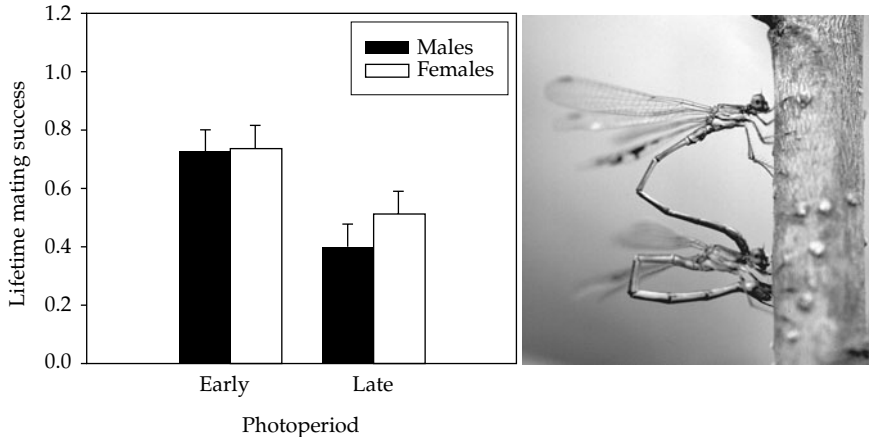 Lifetime mating success
1.2
1.0
0.8
0.6
0.4
0.2
0.0
Males
Females
Early
Late
Photoperiod